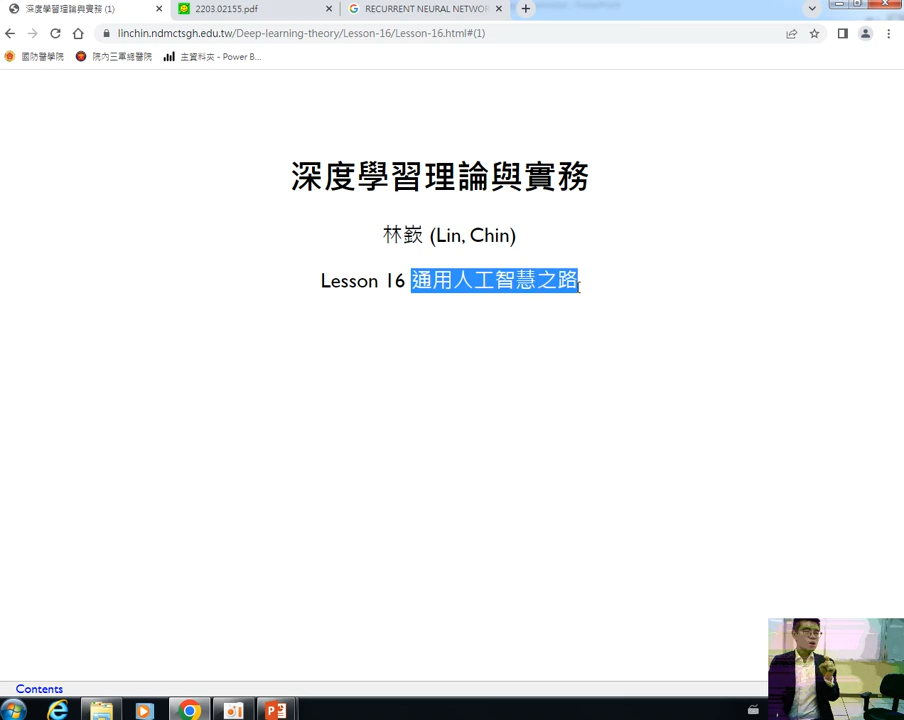 深度學習理論與實務 (1)
2203.02155.pdf
RECURRENT NEURAL NETWOR
linchin.ndmctsgh.edu.tw/Deep-learning-theory/Lesson-16/Lesson-16.html#(1)
國防醫學院
院內三軍總醫院
主資料夾 - Power B...
深度學習理論與實務
林嶔 (Lin, Chin)
Lesson 16 通用人工智慧之路
Contents